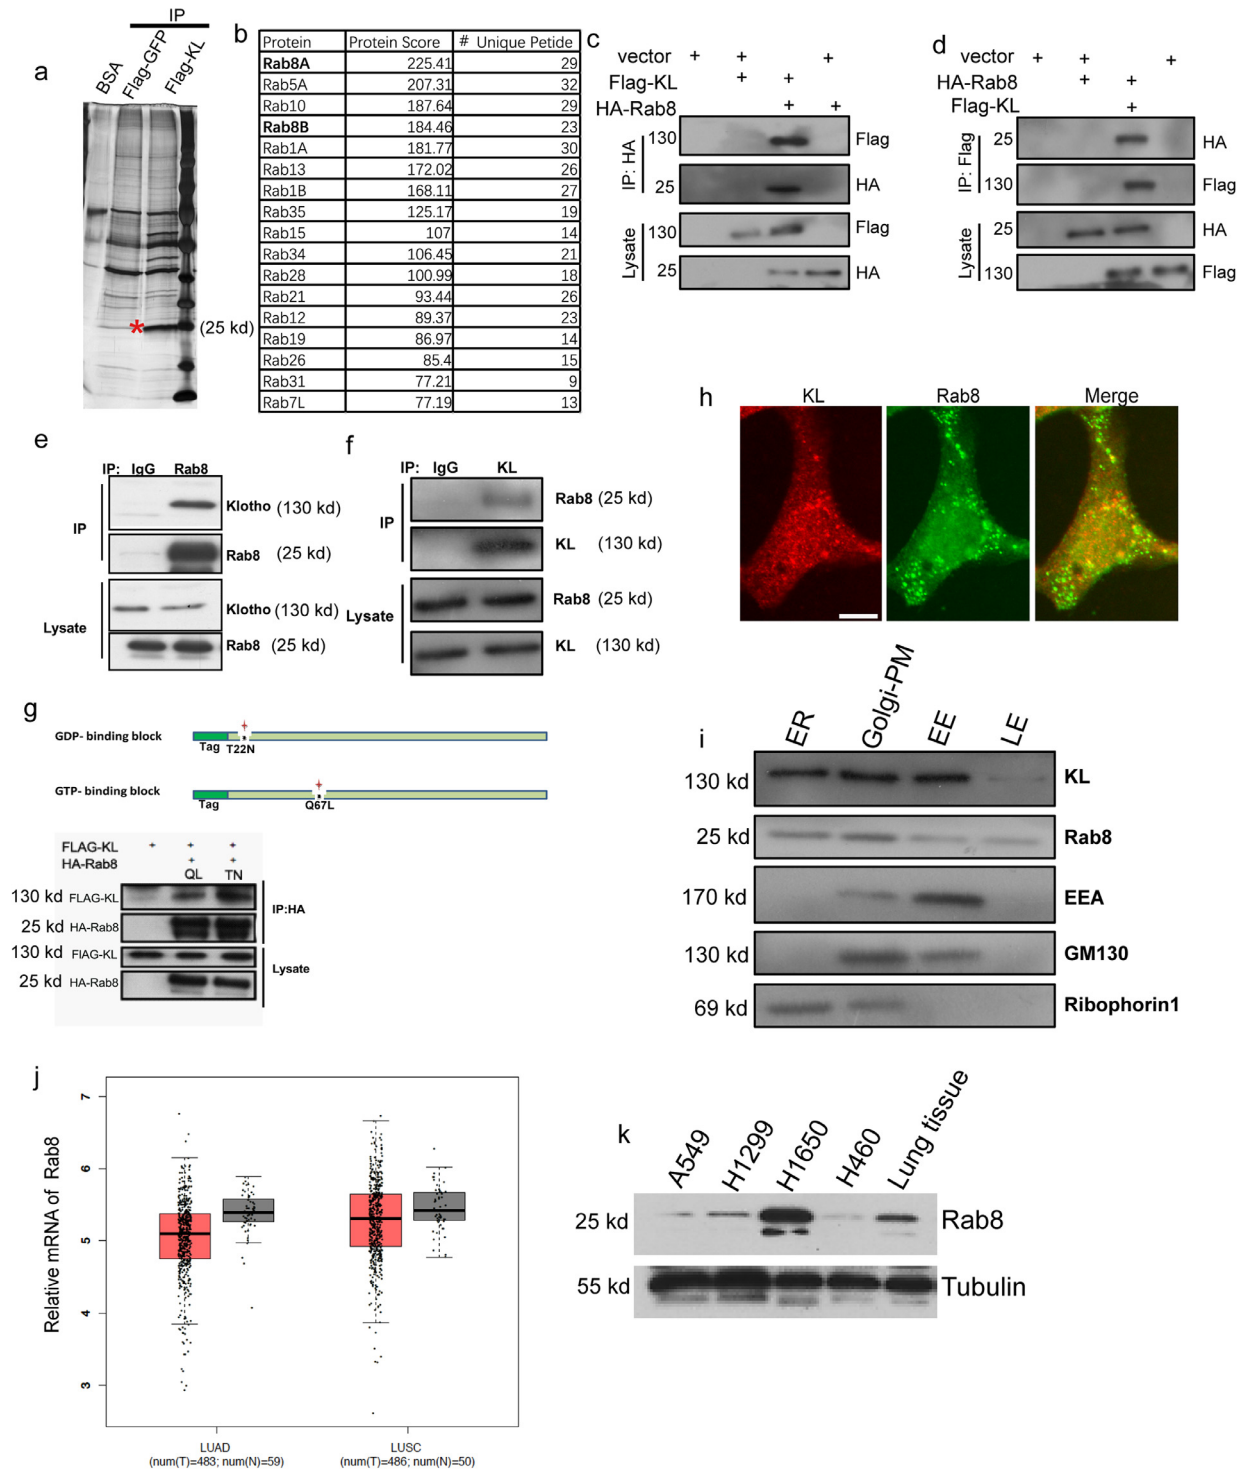 a
IP
BSA
Flag-GFP
Flag-KL
(25 kd)
*
b
Protein Protein Score # Unique Petide
Rab8A 225.41 29
Rab5A 207.31 32
Rab10 187.64 29
Rab8B 184.46 23
Rab1A 181.77 30
Rab13 172.02 26
Rab1B 168.11 27
Rab35 125.17 19
Rab15 107 14
Rab34 106.45 21
Rab28 100.99 18
Rab21 93.44 26
Rab12 89.37 23
Rab19 86.97 14
Rab26 85.4 15
Rab31 77.21 9
Rab7L 77.19 13
c
vector + + +
Flag-KL + +
HA-Rab8 + +
IP: HA
130 Flag
25 HA
Lysate
130 Flag
25 HA
d
vector + + +
HA-Rab8 + +
Flag-KL +
IP: Flag
25 HA
130 Flag
Lysate
25 HA
130 Flag
e
IP: IgG Rab8
IP
Klotho (130 kd)
Rab8 (25 kd)
Lysate
Klotho (130 kd)
Rab8 (25 kd)
f
IP: IgG KL
IP
Rab8 (25 kd)
KL (130 kd)
Lysate
Rab8 (25 kd)
KL (130 kd)
h
KL Rab8 Merge
g
GDP- binding block
Tag T22N
GTP- binding block
Tag Q67L
FLAG-KL + + +
HA-Rab8 + +
QL TN
130 kd FLAG-KL
25 kd HA-Rab8
IP:HA
130 kd FlAG-KL
25 kd HA-Rab8
Lysate
i
ER Golgi-PM EE LE
130 kd KL
25 kd Rab8
170 kd EEA
130 kd GM130
69 kd Ribophorin1
j
Relative mRNA of Rab8
7
6
5
4
3
LUAD LUSC
(num(T)=483; num(N)=59) (num(T)=486; num(N)=50)
k
A549 H1299 H1650 H460 Lung tissue
25 kd Rab8
55 kd Tubulin